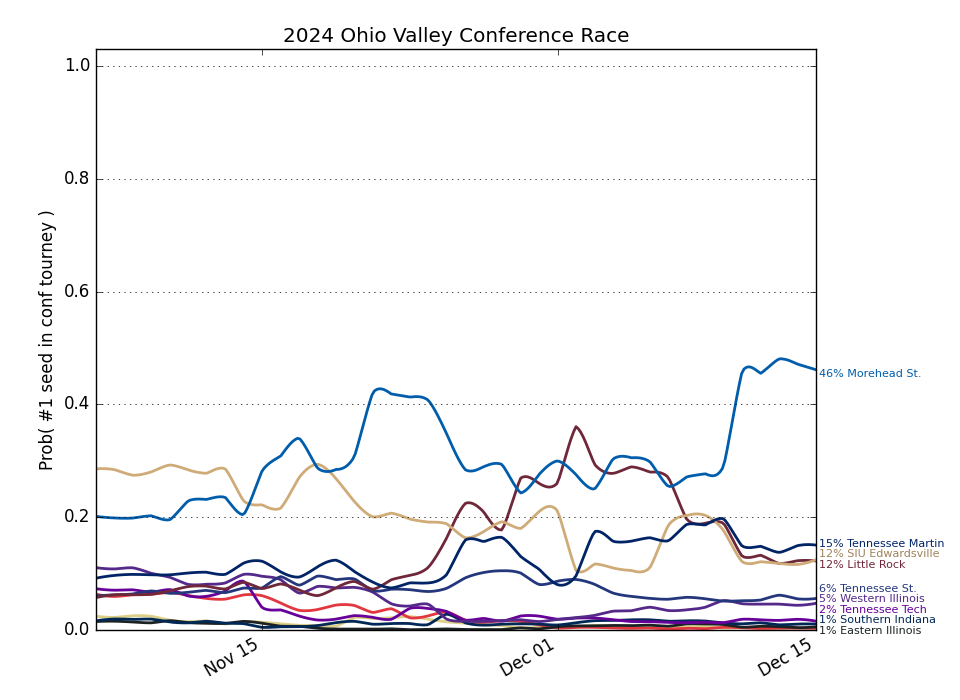 2024 Ohio Valley Conference Race
Prob( #1 seed in conf tourney )
1.0
0.8
0.6
0.4
0.2
0.0
46% Morehead St.
15% Tennessee Martin
12% SIU Edwardsville
12% Little Rock
6% Tennessee St.
5% Western Illinois
2% Tennessee Tech
1% Southern Indiana
1% Eastern Illinois
Nov 15
Dec 01
Dec 15